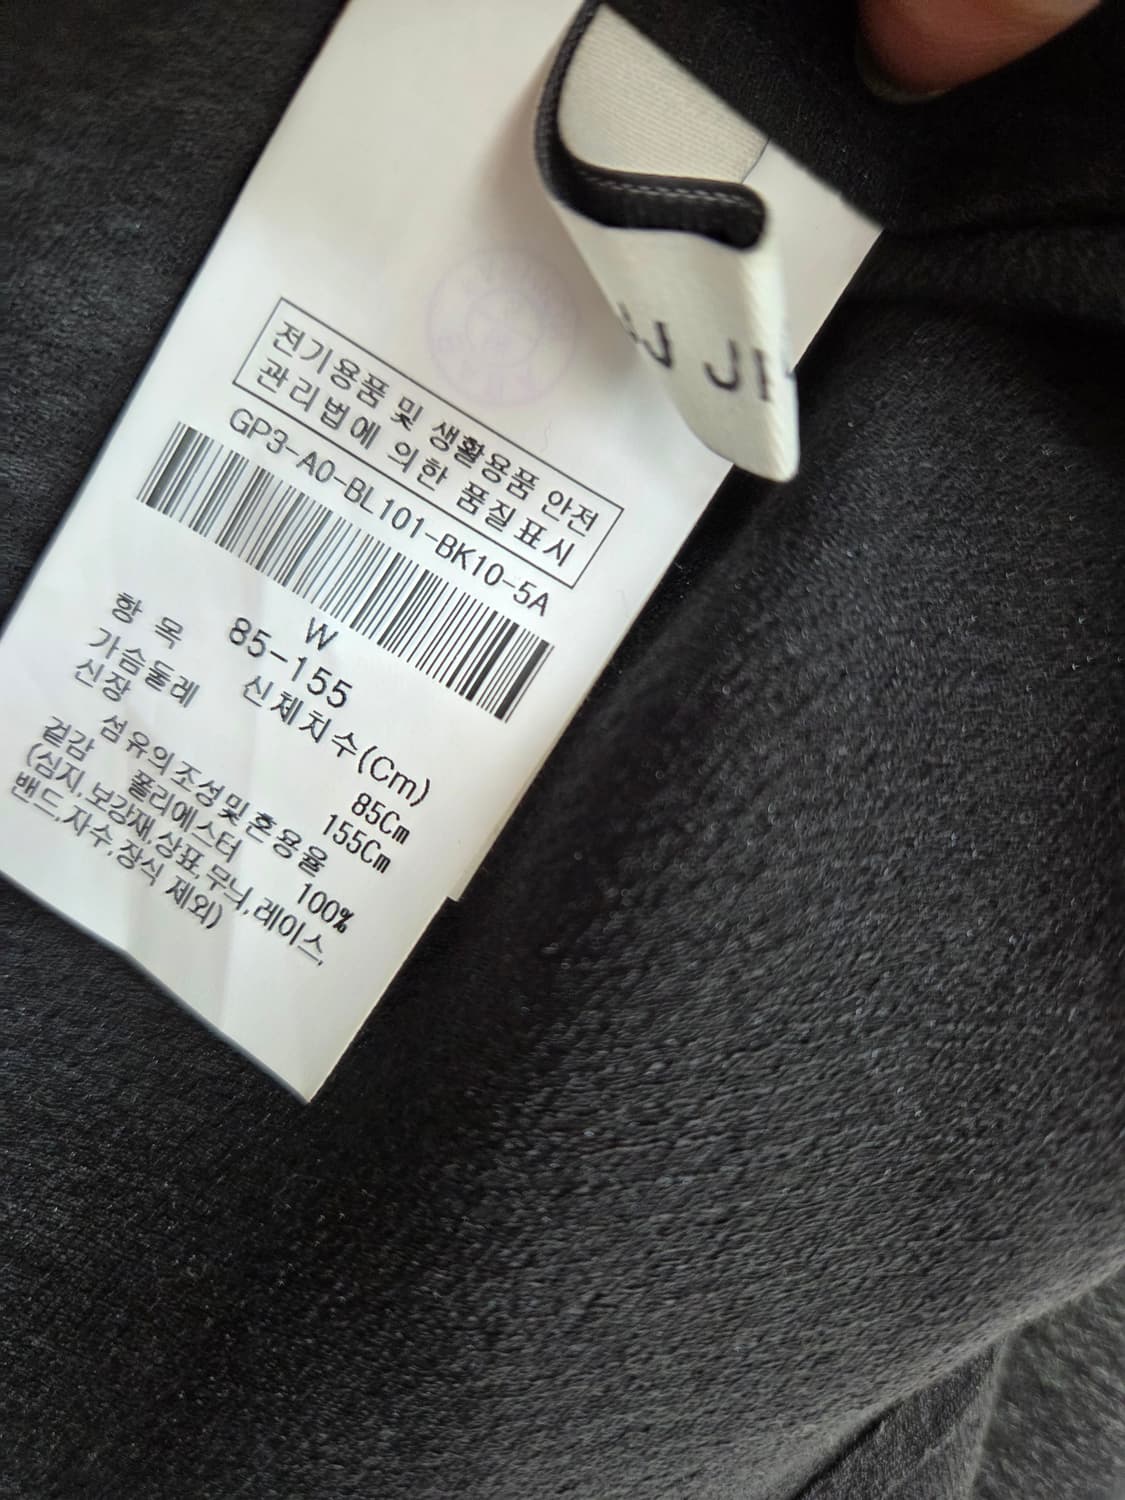 전기용품 및 생활용품 안전
관리법에 의한 품질표시
GP3-A0-BL101-BK10-5A
W
85-155
항 목 신체치수(Cm)
가슴둘레 85Cm
신장 155Cm
섬유의조성및혼용율
겉감 폴리에스터 100%
(심지,보강재,상표,무늬,레이스,
밴드,자수,장식 제외)